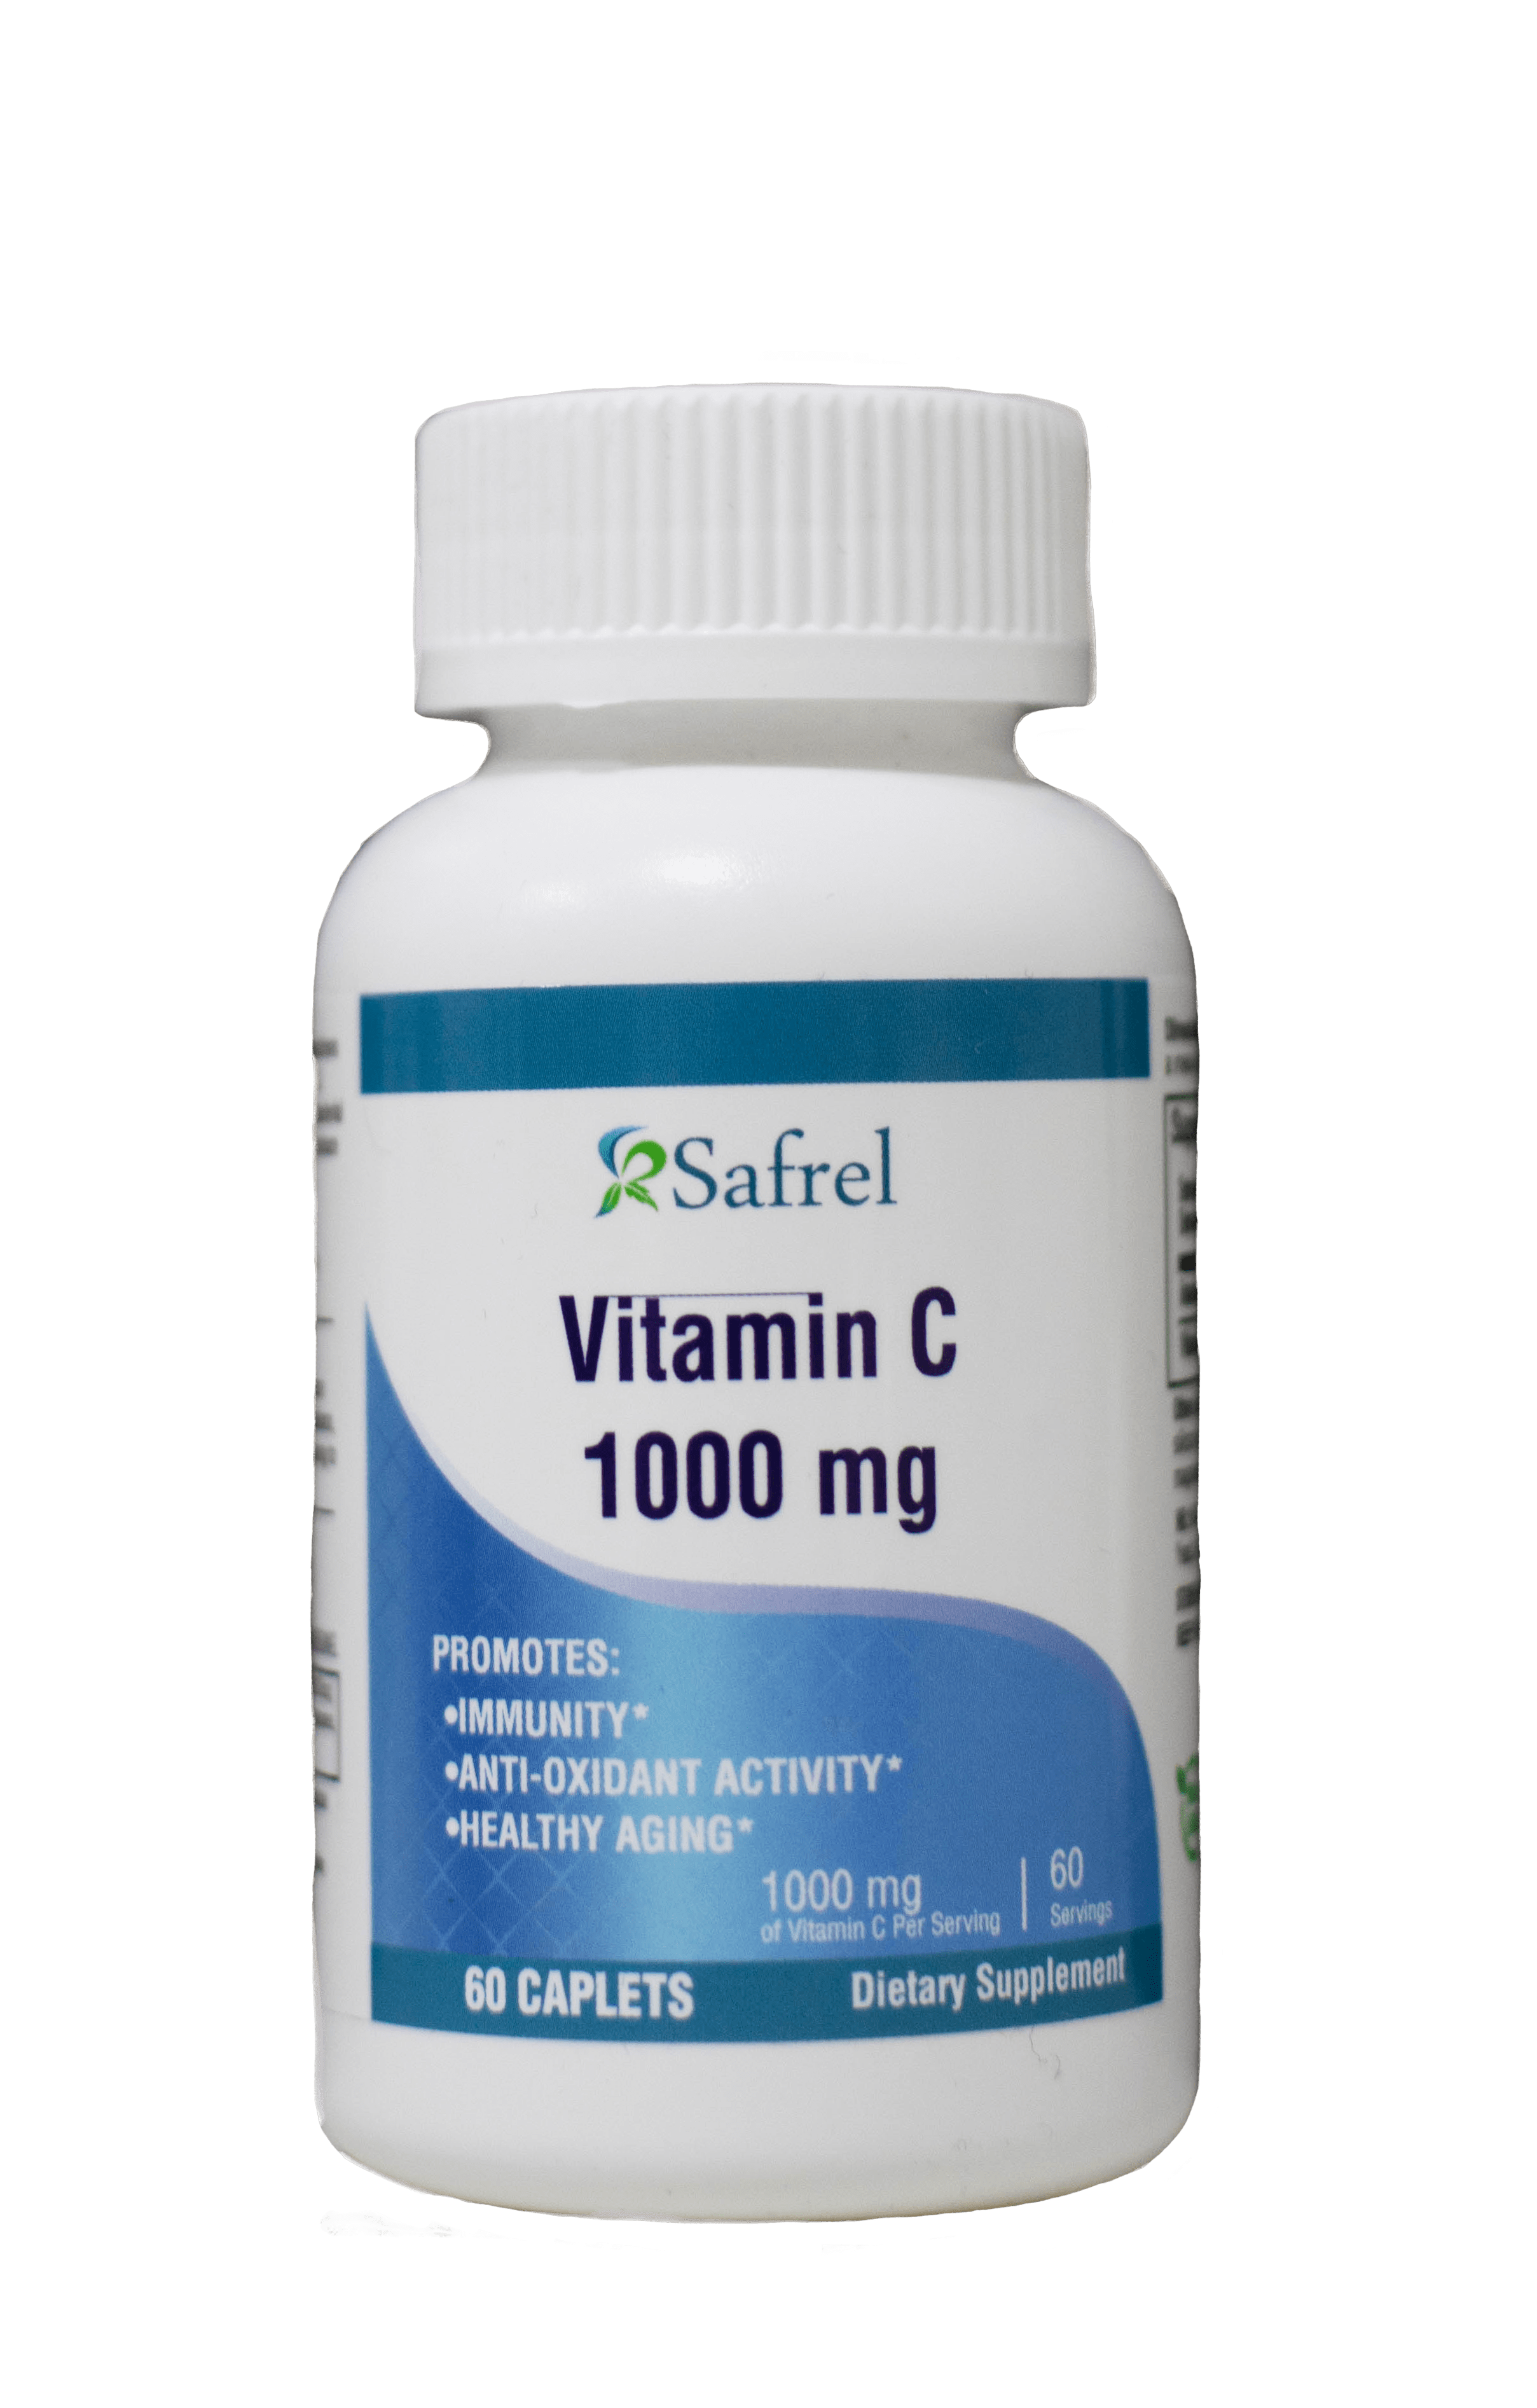 Safrel
Vitamin C
1000 mg
PROMOTES:
•IMMUNITY*
•ANTI-OXIDANT ACTIVITY*
•HEALTHY AGING*
1000 mg
of Vitamin C Per Serving
60
Servings
60 CAPLETS
Dietary Supplement